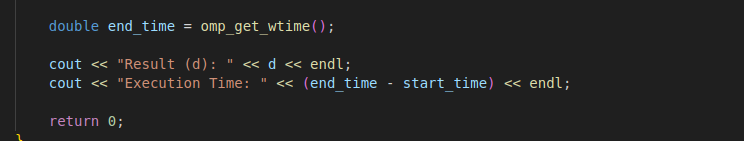 double end_time = omp_get_wtime();
cout << "Result (d): " << d << endl;
cout << "Execution Time: " << (end_time - start_time) << endl;
return 0;
}